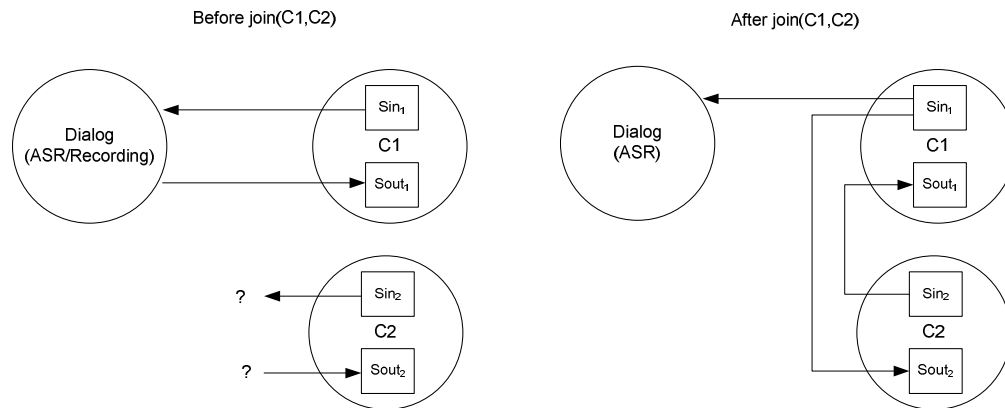 Before join(C1,C2)
After join(C1,C2)
Dialog
(ASR/Recording)
Sin1
C1
Sout1
?
Sin2
C2
?
Sout2
Dialog
(ASR)
Sin1
C1
Sout1
Sin2
C2
Sout2